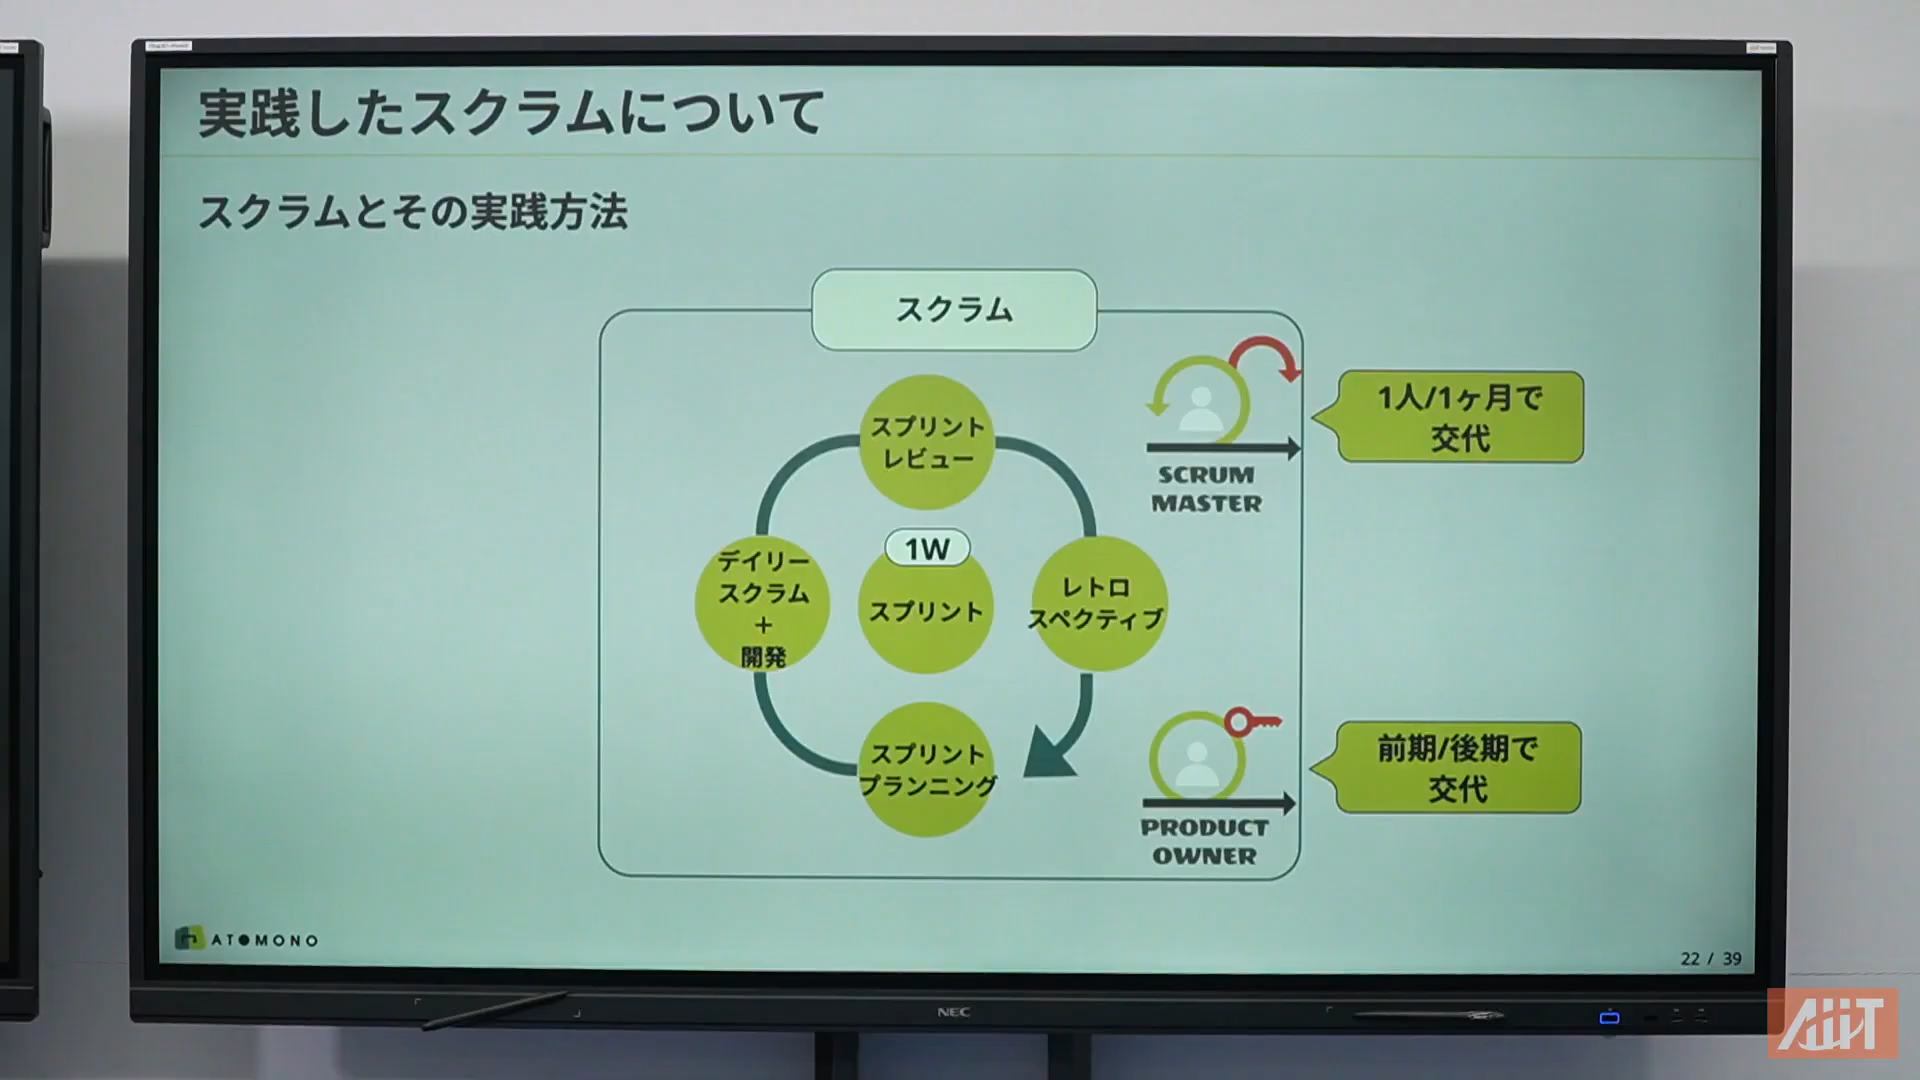 実践したスクラムについて
スクラムとその実践方法
スクラム
スプリント
レビュー
1W
スプリント
デイリー
スクラム
+
開発
レトロ
スペクティブ
スプリント
プランニング
SCRUM
MASTER
1人/1ヶ月で
交代
PRODUCT
OWNER
前期/後期で
交代
ATOMONO
22 / 39
NEC
AIIT